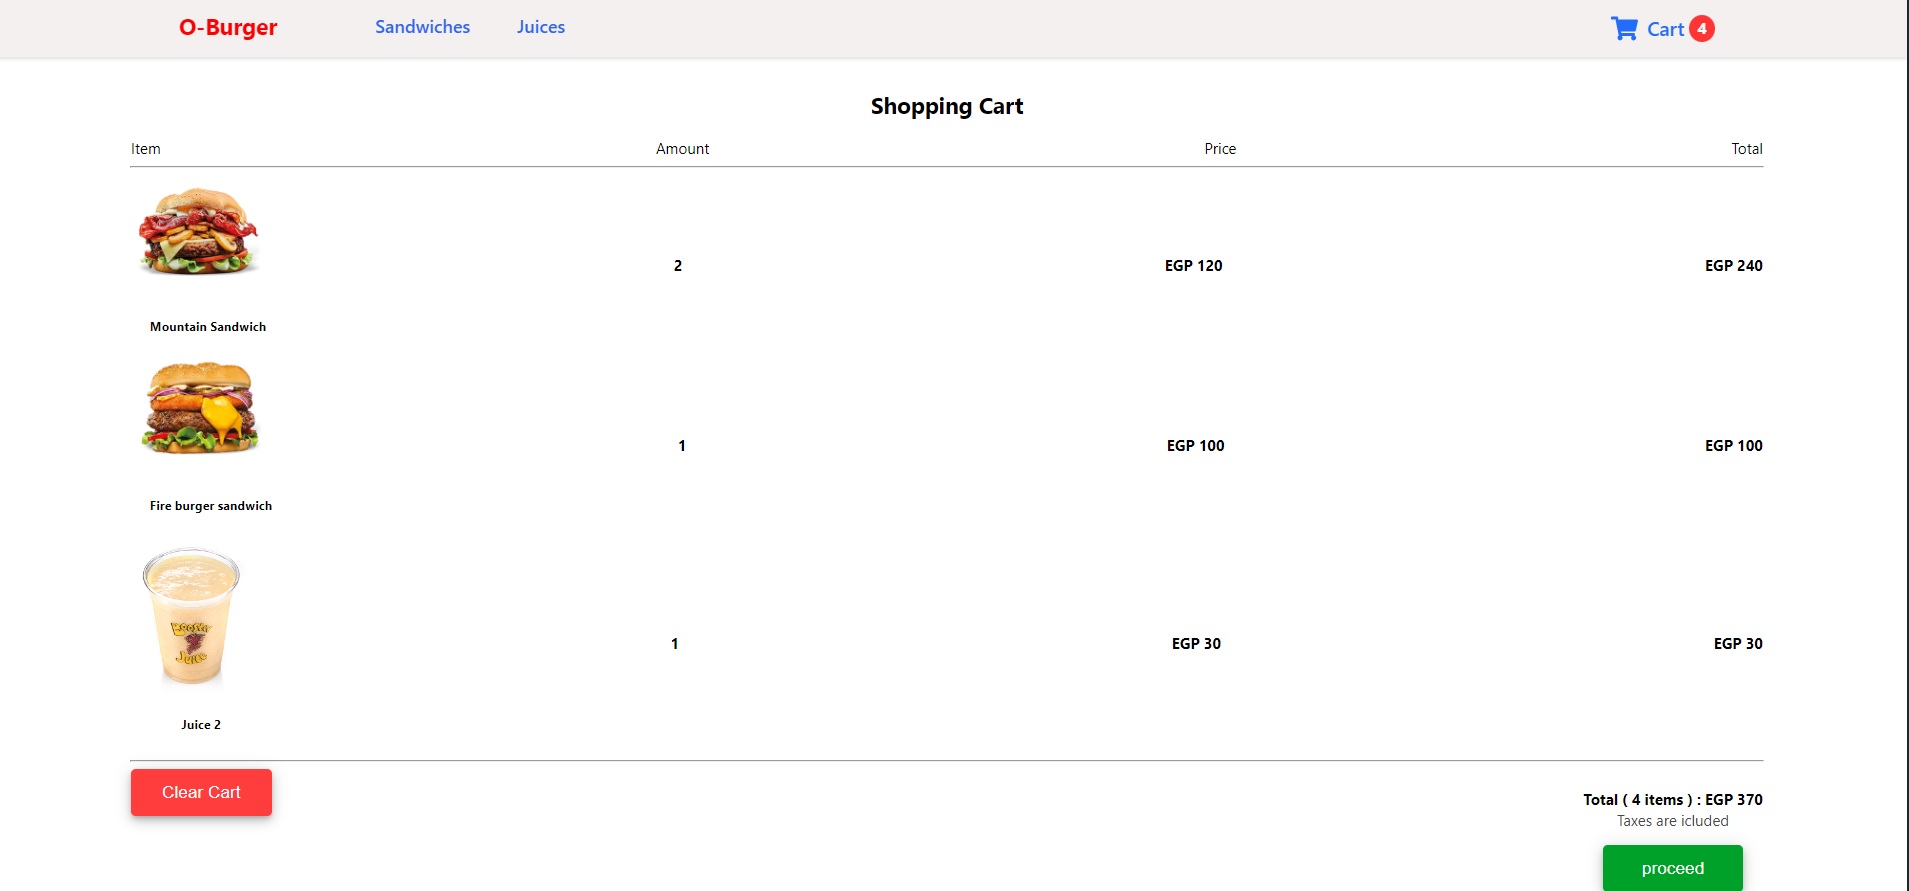 O-Burger Sandwiches Juices Cart 4
Shopping Cart
Item Amount Price Total
2 EGP 120 EGP 240
Mountain Sandwich
1 EGP 100 EGP 100
Fire burger sandwich
Booster
Juice
1 EGP 30 EGP 30
Juice 2
Clear Cart
Total ( 4 items ) : EGP 370
Taxes are icluded
proceed